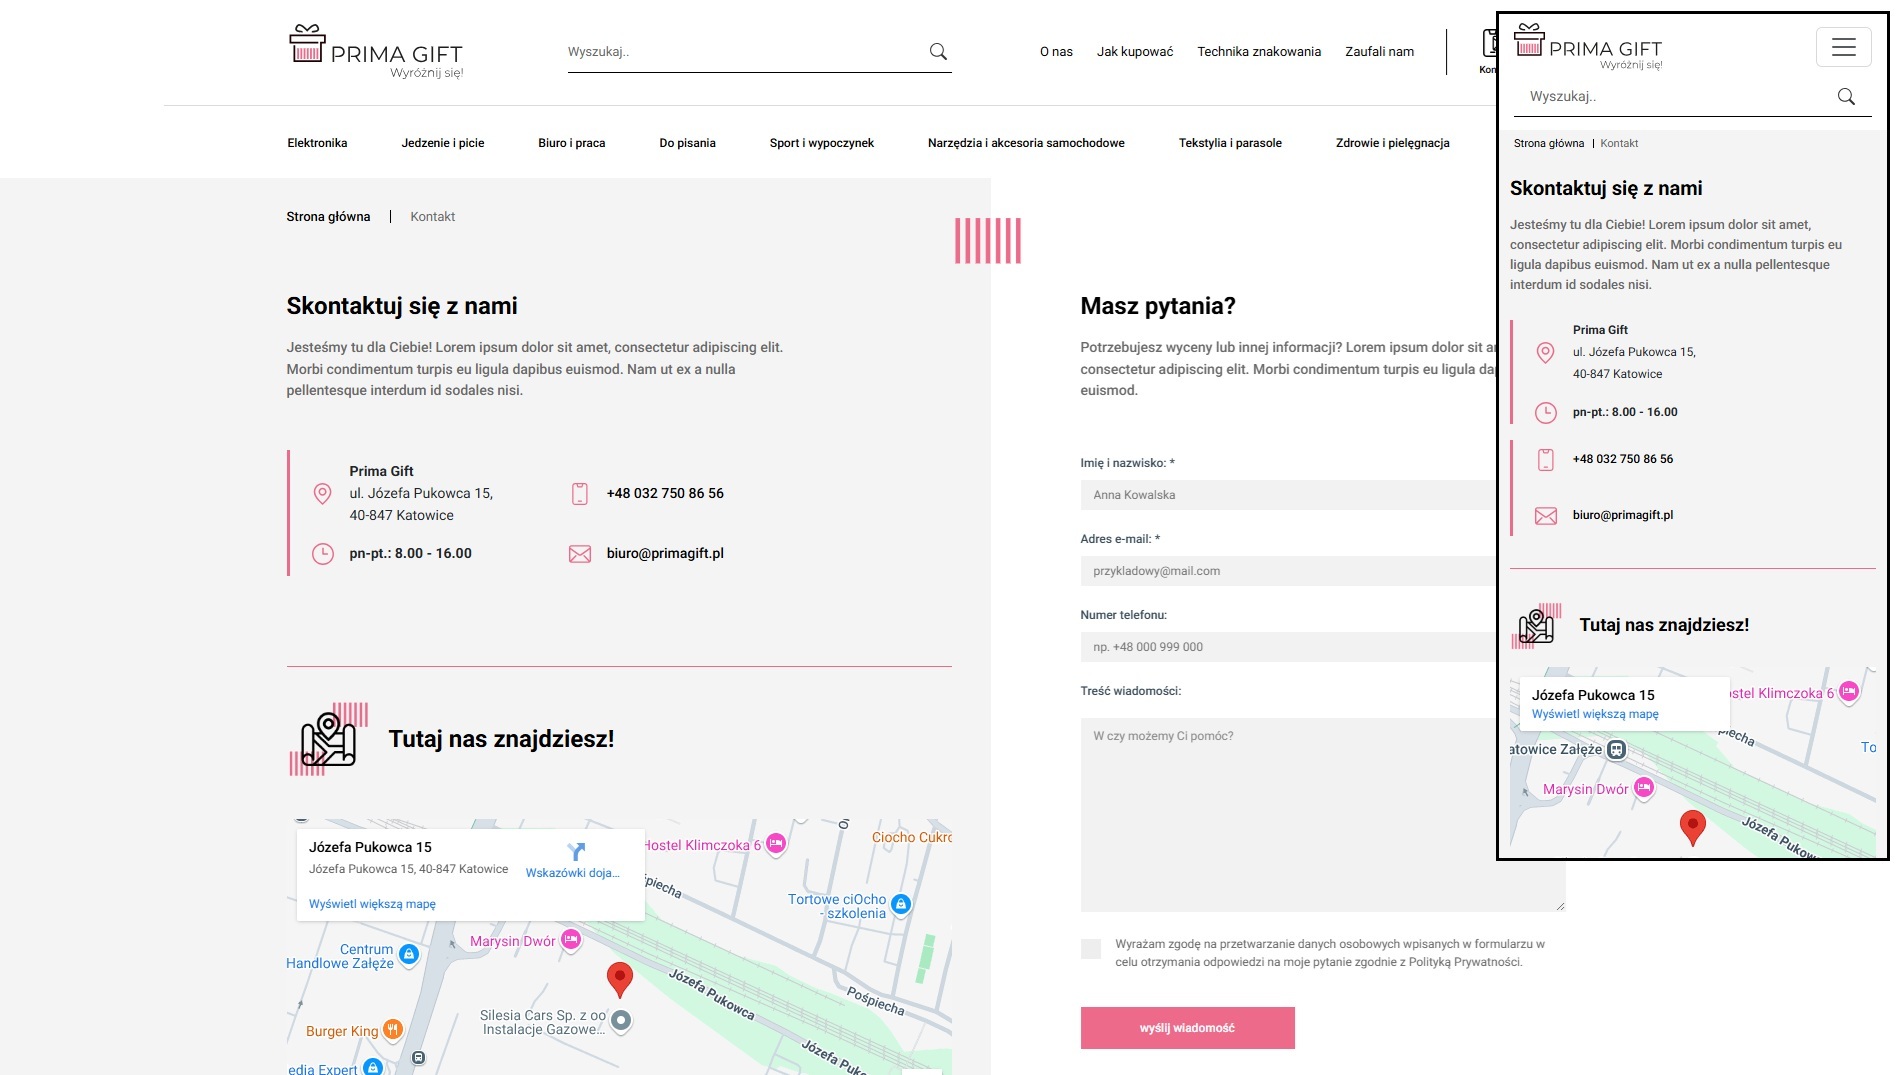 PRIMA GIFT
Wyróżnij się!
Wyszukaj..
O nas
Jak kupować
Technika znakowania
Zaufali nam
Elektronika
Jedzenie i picie
Biuro i praca
Do pisania
Sport i wypoczynek
Narzędzia i akcesoria samochodowe
Tekstylia i parasole
Zdrowie i pielęgnacja
Strona główna | Kontakt
Skontaktuj się z nami
Jesteśmy tu dla Ciebie! Lorem ipsum dolor sit amet, consectetur adipiscing elit.
Morbi condimentum turpis eu ligula dapibus euismod. Nam ut ex a nulla
pellentesque interdum id sodales nisi.
Prima Gift
ul. Józefa Pukowca 15,
40-847 Katowice
pn-pt.: 8.00 - 16.00
+48 032 750 86 56
biuro@primagift.pl
Tutaj nas znajdziesz!
Józefa Pukowca 15
Józefa Pukowca 15, 40-847 Katowice
Wskazówki doja...
Wyświetl większą mapę
Hostel Klimczoka 6
Ciocho Cukro
Tortowe ciOcho
- szkolenia
Marysin Dwór
Centrum
Handlowe Załęże
Józefa Pukowca
Pośpiecha
Silesia Cars Sp. z oo
Instalacje Gazowe...
Burger King
edia Expert
Józefa Puko
Masz pytania?
Potrzebujesz wyceny lub innej informacji? Lorem ipsum dolor sit
consectetur adipiscing elit. Morbi condimentum turpis eu ligula
euismod.
Imię i nazwisko: *
Anna Kowalska
Adres e-mail: *
przykladowy@mail.com
Numer telefonu:
np. +48 000 999 000
Treść wiadomości:
W czy możemy Ci pomóc?
Wyrażam zgodę na przetwarzanie danych osobowych wpisanych w formularzu w
celu otrzymania odpowiedzi na moje pytanie zgodnie z Polityką Prywatności.
wyślij wiadomość
PRIMA GIFT
Wyróżnij się!
Wyszukaj..
Strona główna | Kontakt
Skontaktuj się z nami
Jesteśmy tu dla Ciebie! Lorem ipsum dolor sit amet,
consectetur adipiscing elit. Morbi condimentum turpis eu
ligula dapibus euismod. Nam ut ex a nulla pellentesque
interdum id sodales nisi.
Prima Gift
ul. Józefa Pukowca 15,
40-847 Katowice
pn-pt.: 8.00 - 16.00
+48 032 750 86 56
biuro@primagift.pl
Tutaj nas znajdziesz!
Józefa Pukowca 15
Wyświetl większą mapę
ostel Klimczoka 6
piecha
atowice Załęże
To
Marysin Dwór
Józefa Pukow